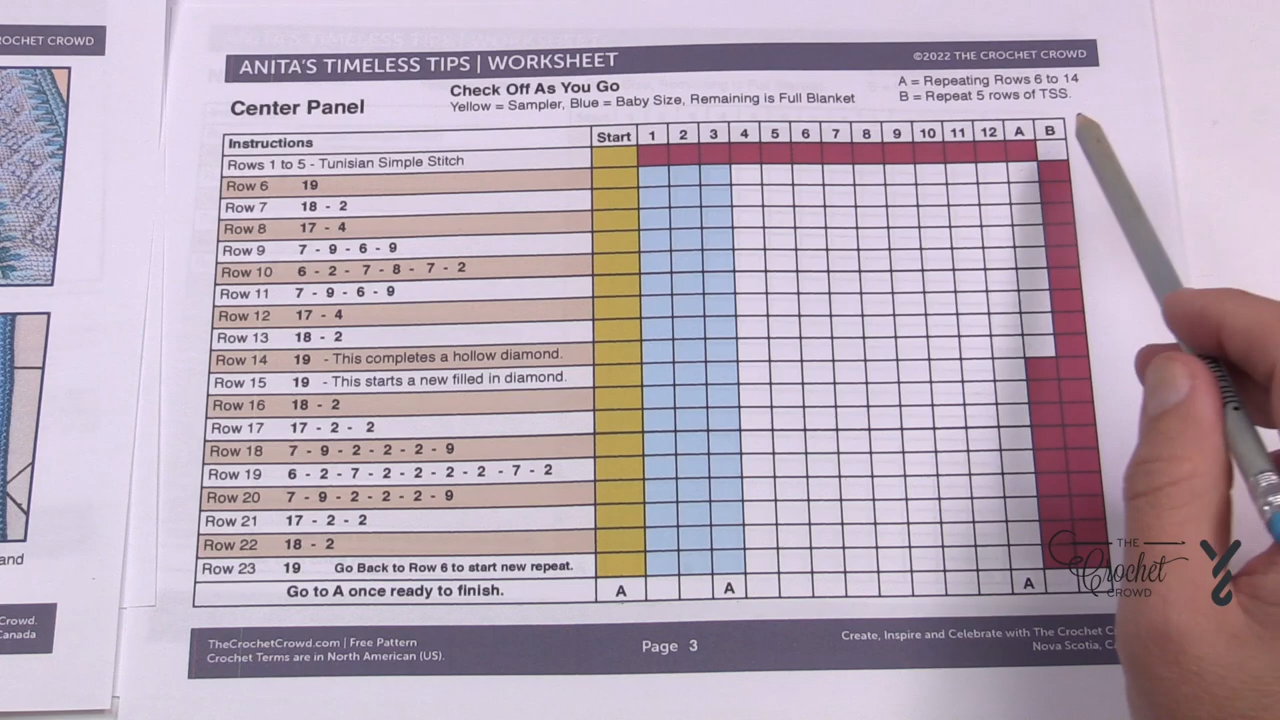 ROCHET CROWD
and
Crowd.
Canada
ANITA'S TIMELESS TIPS | WORKSHEET
©2022 THE CROCHET CROWD
Center Panel
Check Off As You Go
Yellow = Sampler, Blue = Baby Size, Remaining is Full Blanket
A = Repeating Rows 6 to 14
B = Repeat 5 rows of TSS.
Instructions Start 1 2 3 4 5 6 7 8 9 10 11 12 A B
Rows 1 to 5 - Tunisian Simple Stitch
Row 6 19
Row 7 18 - 2
Row 8 17 - 4
Row 9 7 - 9 - 6 - 9
Row 10 6 - 2 - 7 - 8 - 7 - 2
Row 11 7 - 9 - 6 - 9
Row 12 17 - 4
Row 13 18 - 2
Row 14 19 - This completes a hollow diamond.
Row 15 19 - This starts a new filled in diamond.
Row 16 18 - 2
Row 17 17 - 2 - 2
Row 18 7 - 9 - 2 - 2 - 2 - 9
Row 19 6 - 2 - 7 - 2 - 2 - 2 - 2 - 7 - 2
Row 20 7 - 9 - 2 - 2 - 2 - 9
Row 21 17 - 2 - 2
Row 22 18 - 2
Row 23 19 Go Back to Row 6 to start new repeat.
Go to A once ready to finish. A A A
TheCrochetCrowd.com | Free Pattern
Crochet Terms are in North American (US).
Page 3
Create, Inspire and Celebrate with The Crochet C
Nova Scotia, Ca
THE
Crochet
CROWD